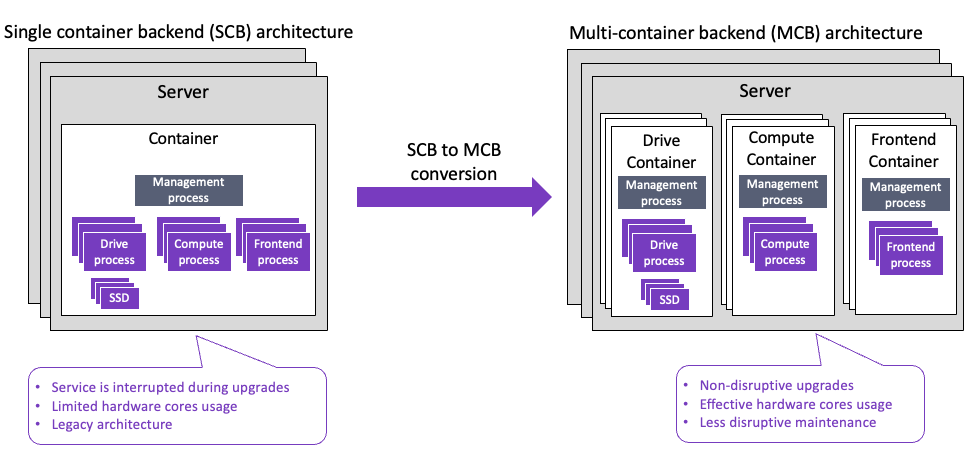 Single container backend (SCB) architecture
Server
Container
Management
process
Drive
process
Compute
process
Frontend
process
SSD
• Service is interrupted during upgrades
• Limited hardware cores usage
• Legacy architecture
SCB to MCB
conversion
Multi-container backend (MCB) architecture
Server
Drive
Container
Management
process
Drive
process
SSD
Compute
Container
Management
process
Compute
process
Frontend
Container
Management
process
Frontend
process
• Non-disruptive upgrades
• Effective hardware cores usage
• Less disruptive maintenance